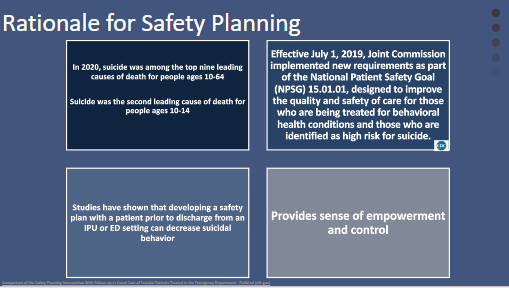 Rationale for Safety Planning
In 2020, suicide was among the top nine leading
causes of death for people ages 10-64
Suicide was the second leading cause of death for
people ages 10-14
Effective July 1, 2019, Joint Commission
implemented new requirements as part
of the National Patient Safety Goal
(NPSG) 15.01.01, designed to improve
the quality and safety of care for those
who are being treated for behavioral
health conditions and those who are
identified as high risk for suicide.
Studies have shown that developing a safety
plan with a patient prior to discharge from an
IPU or ED setting can decrease suicidal
behavior
Provides sense of empowerment
and control
Comparison of the Safety Planning Intervention With Follow-up vs Usual Care of Suicidal Patients Treated in the Emergency Department - PubMed (nih.gov)